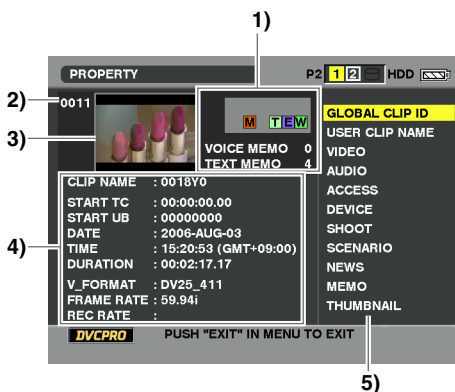 1)
PROPERTY
P2 1 2 HDD
2)
0011
3)
M T E W
VOICE MEMO 0
TEXT MEMO 4
4)
CLIP NAME : 0018Y0
START TC : 00:00:00.00
START UB : 00000000
DATE : 2006-AUG-03
TIME : 15:20:53 (GMT+09:00)
DURATION : 00:02:17.17
V_FORMAT : DV25_411
FRAME RATE : 59.94i
REC RATE :
GLOBAL CLIP ID
USER CLIP NAME
VIDEO
AUDIO
ACCESS
DEVICE
SHOOT
SCENARIO
NEWS
MEMO
THUMBNAIL
DVCPRO
PUSH "EXIT" IN MENU TO EXIT
5)